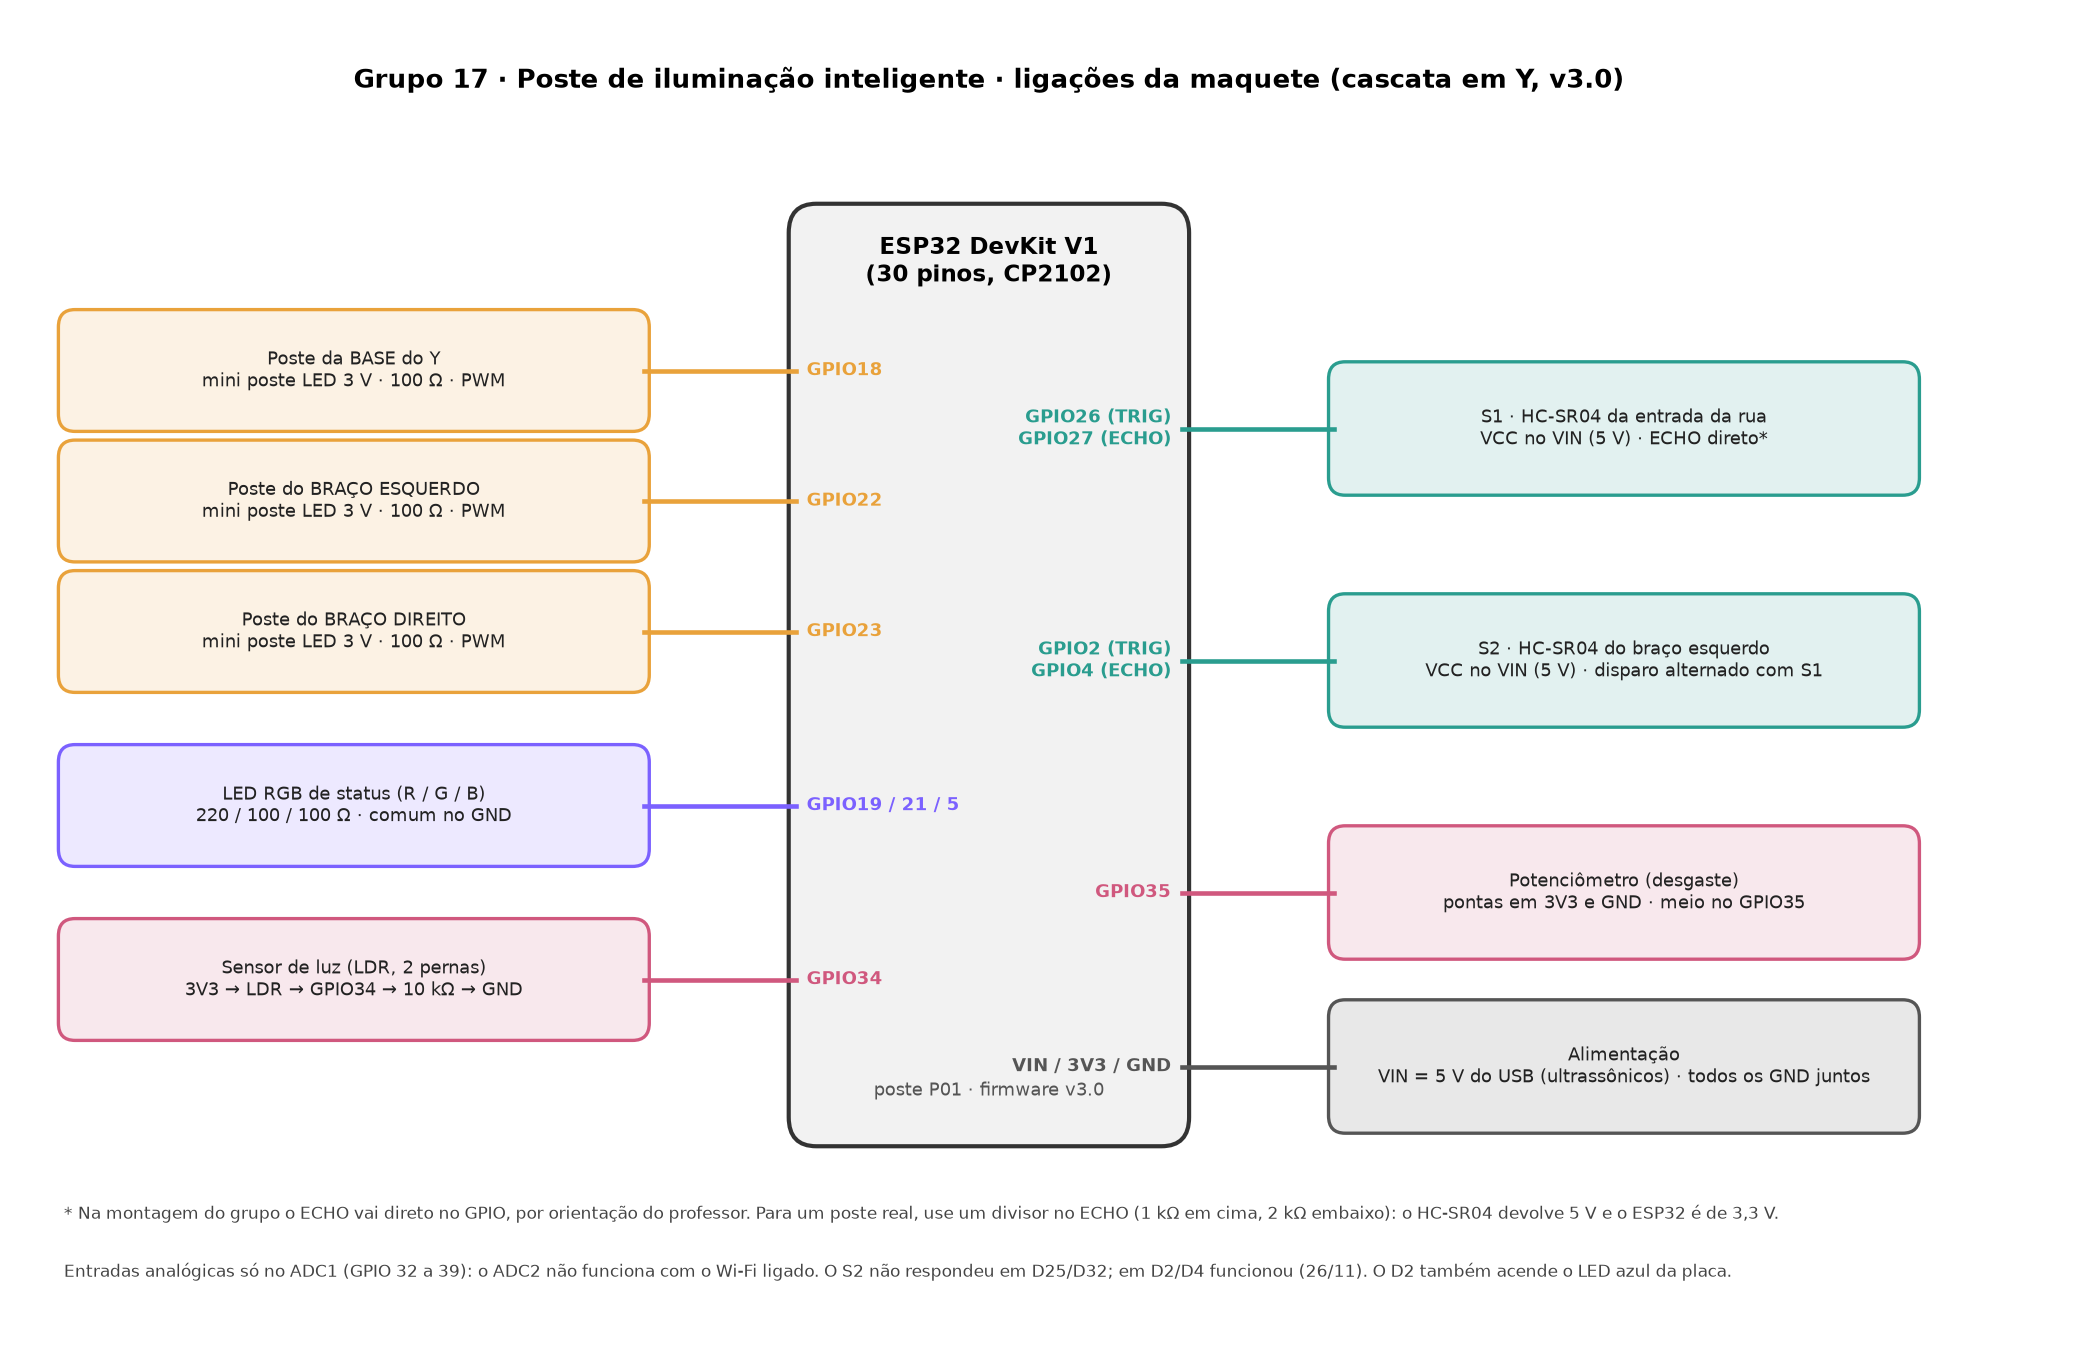 Grupo 17 · Poste de iluminação inteligente · ligações da maquete (cascata em Y, v3.0)
ESP32 DevKit V1
(30 pinos, CP2102)
Poste da BASE do Y
mini poste LED 3 V · 100 Ω · PWM
GPIO18
Poste do BRAÇO ESQUERDO
mini poste LED 3 V · 100 Ω · PWM
GPIO22
Poste do BRAÇO DIREITO
mini poste LED 3 V · 100 Ω · PWM
GPIO23
LED RGB de status (R / G / B)
220 / 100 / 100 Ω · comum no GND
GPIO19 / 21 / 5
Sensor de luz (LDR, 2 pernas)
3V3 → LDR → GPIO34 → 10 kΩ → GND
GPIO34
GPIO26 (TRIG)
GPIO27 (ECHO)
S1 · HC-SR04 da entrada da rua
VCC no VIN (5 V) · ECHO direto*
GPIO2 (TRIG)
GPIO4 (ECHO)
S2 · HC-SR04 do braço esquerdo
VCC no VIN (5 V) · disparo alternado com S1
GPIO35
Potenciômetro (desgaste)
pontas em 3V3 e GND · meio no GPIO35
VIN / 3V3 / GND
Alimentação
VIN = 5 V do USB (ultrassônicos) · todos os GND juntos
poste P01 · firmware v3.0
* Na montagem do grupo o ECHO vai direto no GPIO, por orientação do professor. Para um poste real, use um divisor no ECHO (1 kΩ em cima, 2 kΩ embaixo): o HC-SR04 devolve 5 V e o ESP32 é de 3,3 V.
Entradas analógicas só no ADC1 (GPIO 32 a 39): o ADC2 não funciona com o Wi-Fi ligado. O S2 não respondeu em D25/D32; em D2/D4 funcionou (26/11). O D2 também acende o LED azul da placa.